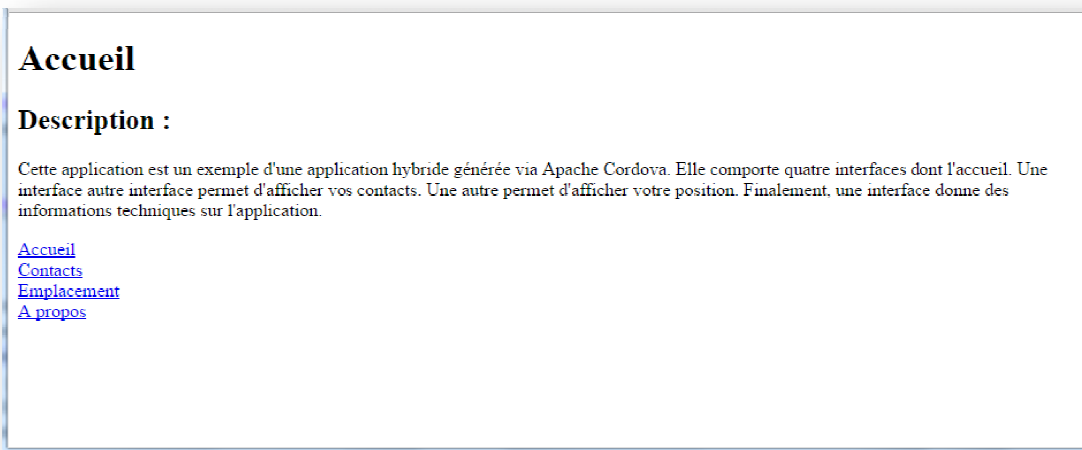 Accueil
Description :
Cette application est un exemple d'une application hybride générée via Apache Cordova. Elle comporte quatre interfaces dont l'accueil. Une
interface autre interface permet d'afficher vos contacts. Une autre permet d'afficher votre position. Finalement, une interface donne des
informations techniques sur l'application.
Accueil
Contacts
Emplacement
A propos